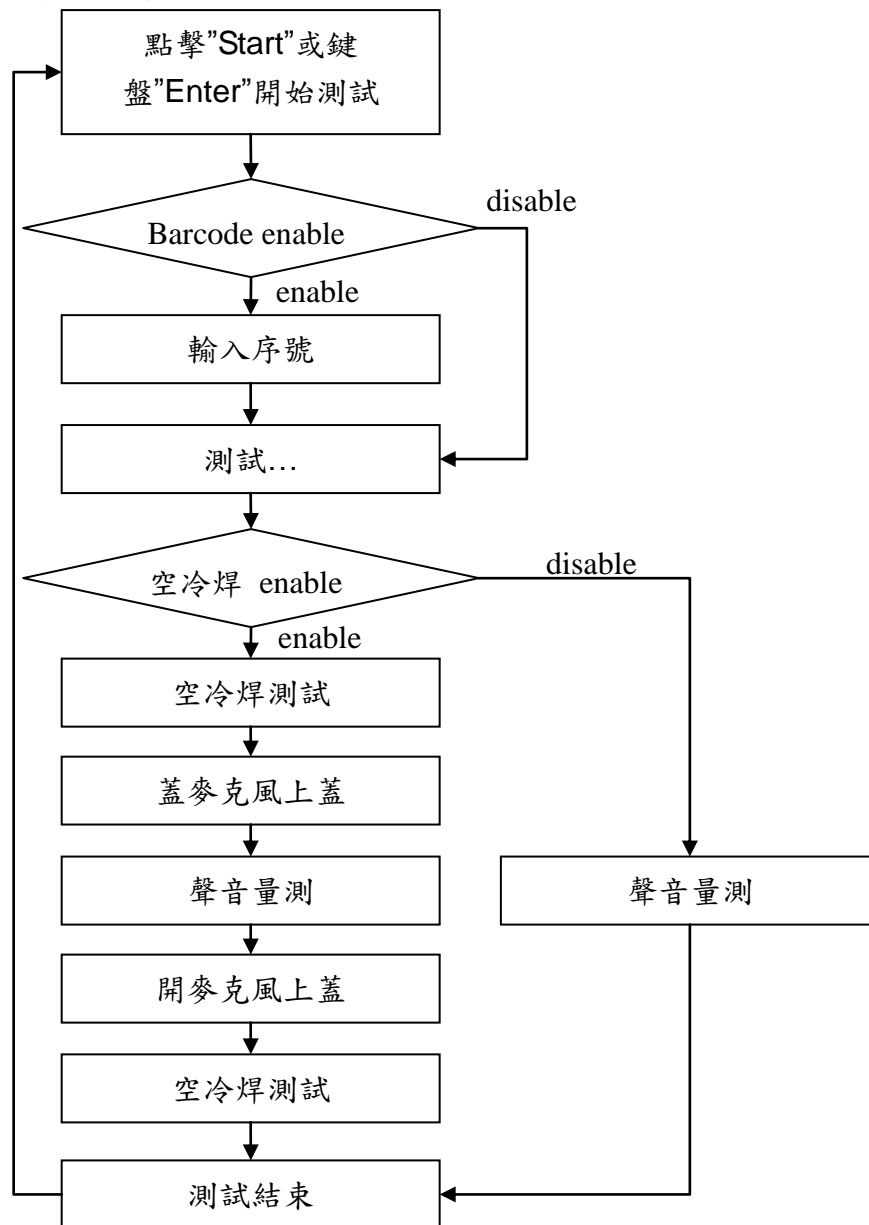 點擊”Start”或鍵
盤”Enter”開始測試
disable
Barcode enable
enable
輸入序號
測試…
空冷焊 enable
disable
enable
空冷焊測試
蓋麥克風上蓋
聲音量測
聲音量測
開麥克風上蓋
空冷焊測試
測試結束